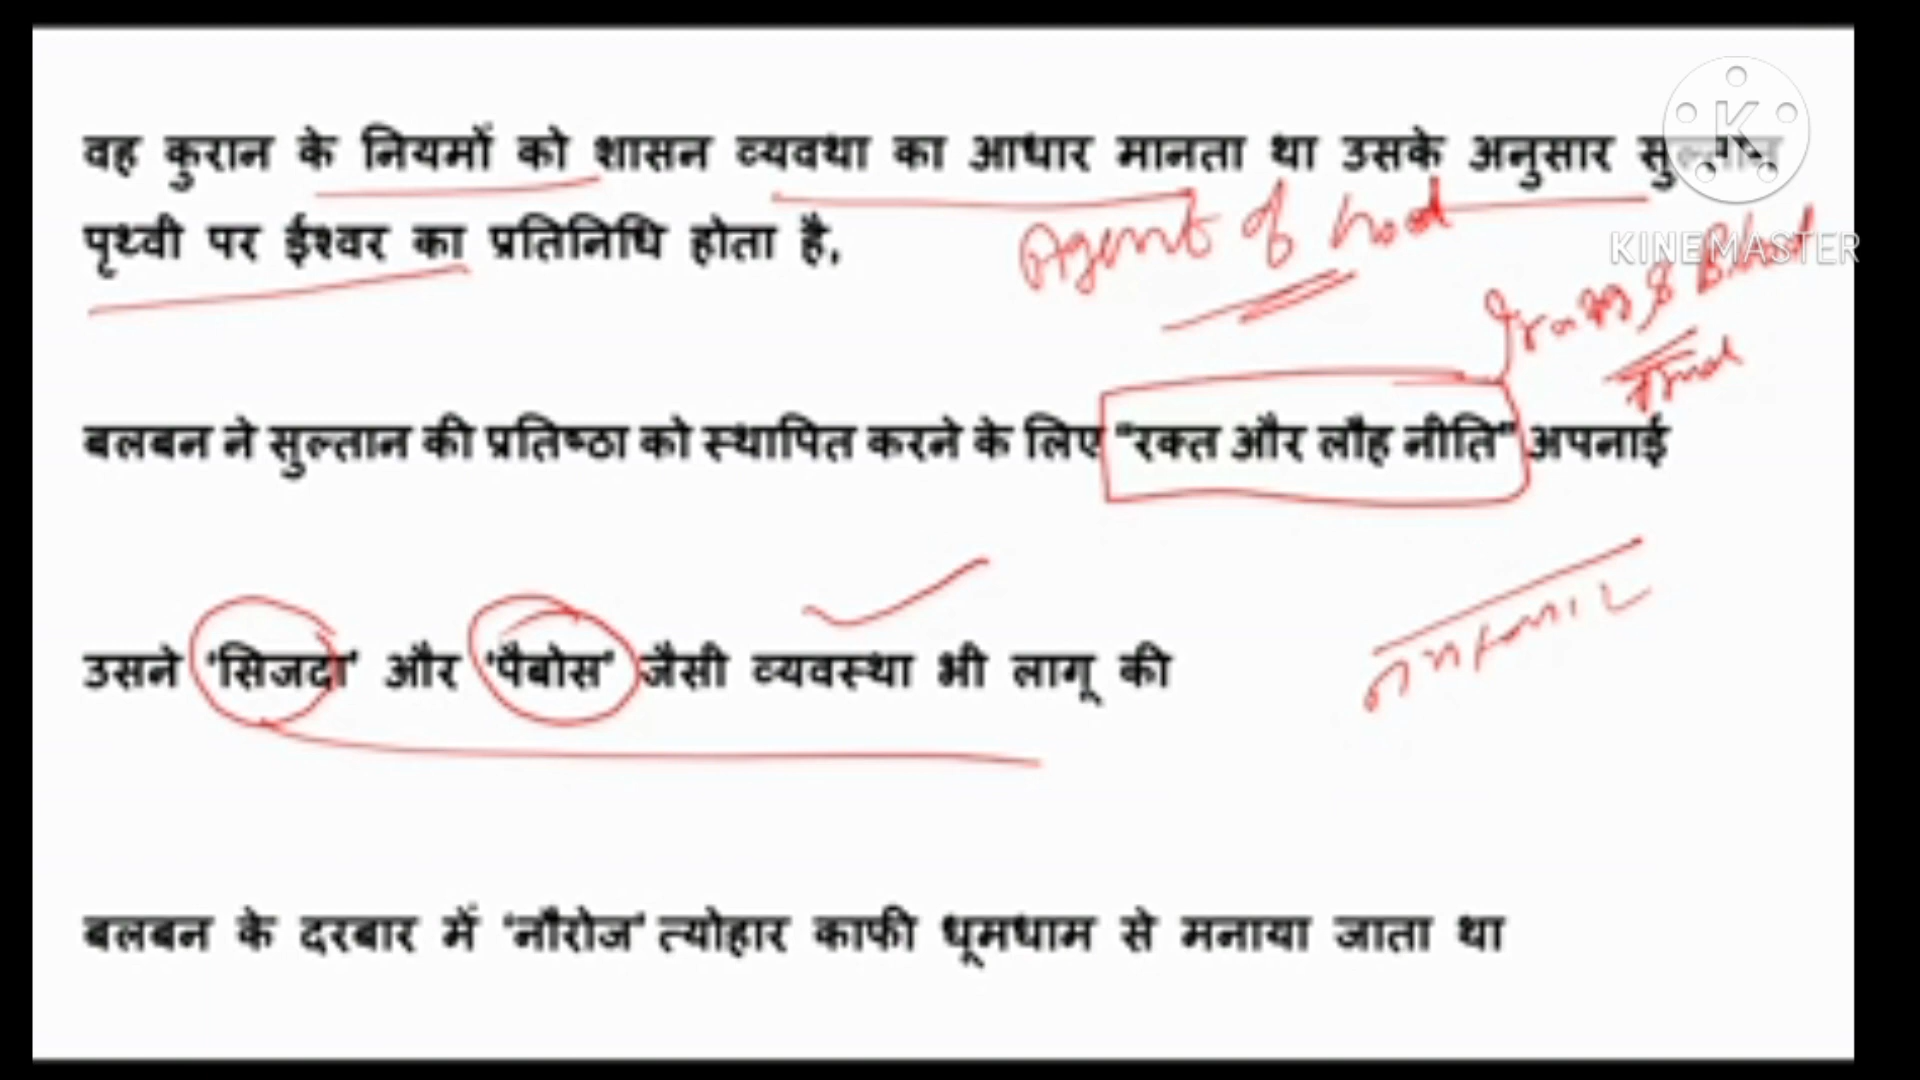 वह कुरान के नियमों को शासन व्यवथा का आधार मानता था उसके अनुसार सुल्तान
पृथ्वी पर ईश्वर का प्रतिनिधि होता है,
Agent of God
KINEMASTER
बलबन ने सुल्तान की प्रतिष्ठा को स्थापित करने के लिए "रक्त और लौह नीति" अपनाई
उसने 'सिजदा' और 'पैबोस' जैसी व्यवस्था भी लागू की
बलबन के दरबार में 'नौरोज' त्योहार काफी धूमधाम से मनाया जाता था